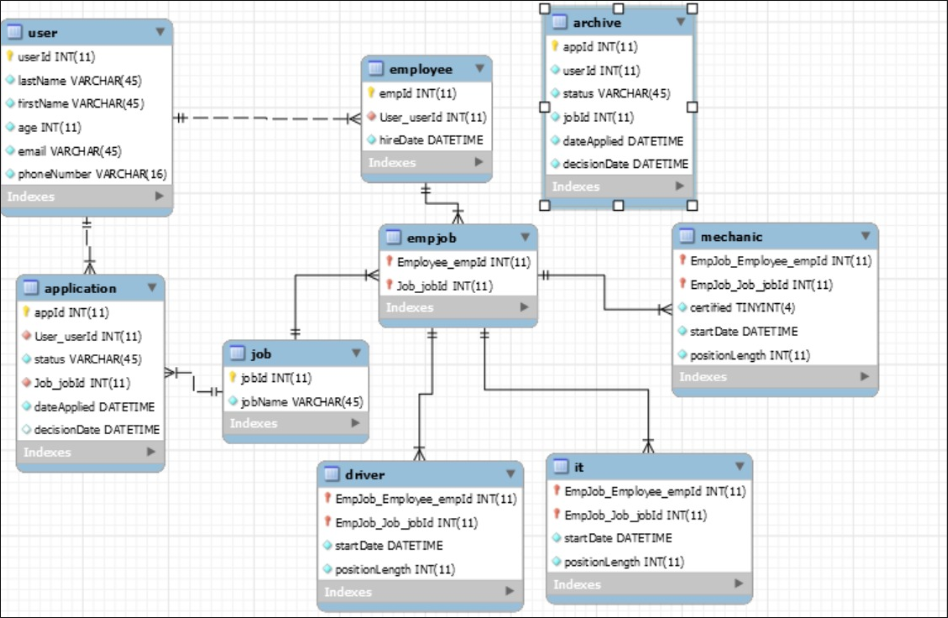 user
userId INT(11)
lastName VARCHAR(45)
firstName VARCHAR(45)
age INT(11)
email VARCHAR(45)
phoneNumber VARCHAR(16)
Indexes
employee
empId INT(11)
User_userId INT(11)
hireDate DATETIME
Indexes
archive
appId INT(11)
userId INT(11)
status VARCHAR(45)
jobId INT(11)
dateApplied DATETIME
decisionDate DATETIME
Indexes
empjob
Employee_empId INT(11)
Job_jobId INT(11)
Indexes
mechanic
EmpJob_Employee_empId INT(11)
EmpJob_Job_jobId INT(11)
certified TINYINT(4)
startDate DATETIME
positionLength INT(11)
Indexes
application
appId INT(11)
User_userId INT(11)
status VARCHAR(45)
Job_jobId INT(11)
dateApplied DATETIME
decisionDate DATETIME
Indexes
job
jobId INT(11)
jobName VARCHAR(45)
Indexes
driver
EmpJob_Employee_empId INT(11)
EmpJob_Job_jobId INT(11)
startDate DATETIME
positionLength INT(11)
Indexes
it
EmpJob_Employee_empId INT(11)
EmpJob_Job_jobId INT(11)
startDate DATETIME
positionLength INT(11)
Indexes